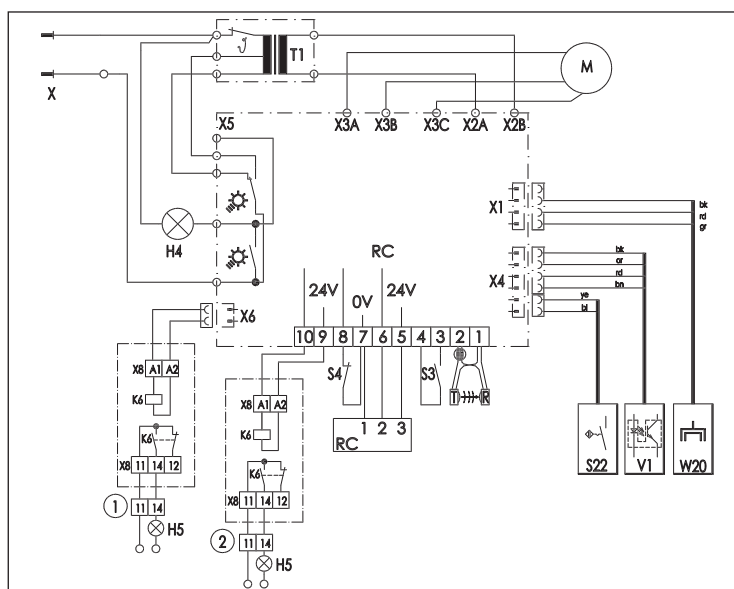 ϑ
T1
M
X
X5
X3A X3B X3C X2A X2B
X1
bk
rd
gr
H4
RC
bk
or
rd
bn
ye
bl
X4
24V 0V 24V
X6
10 9 8 7 6 5 4 3 2 1
X8 A1 A2
K6
S4
S3
T R
X8 A1 A2
K6
1 2 3
RC
K6
X8 11 14 12
K6
X8 11 14 12
S22 V1 W20
1 11 14
H5
2 11 14
H5